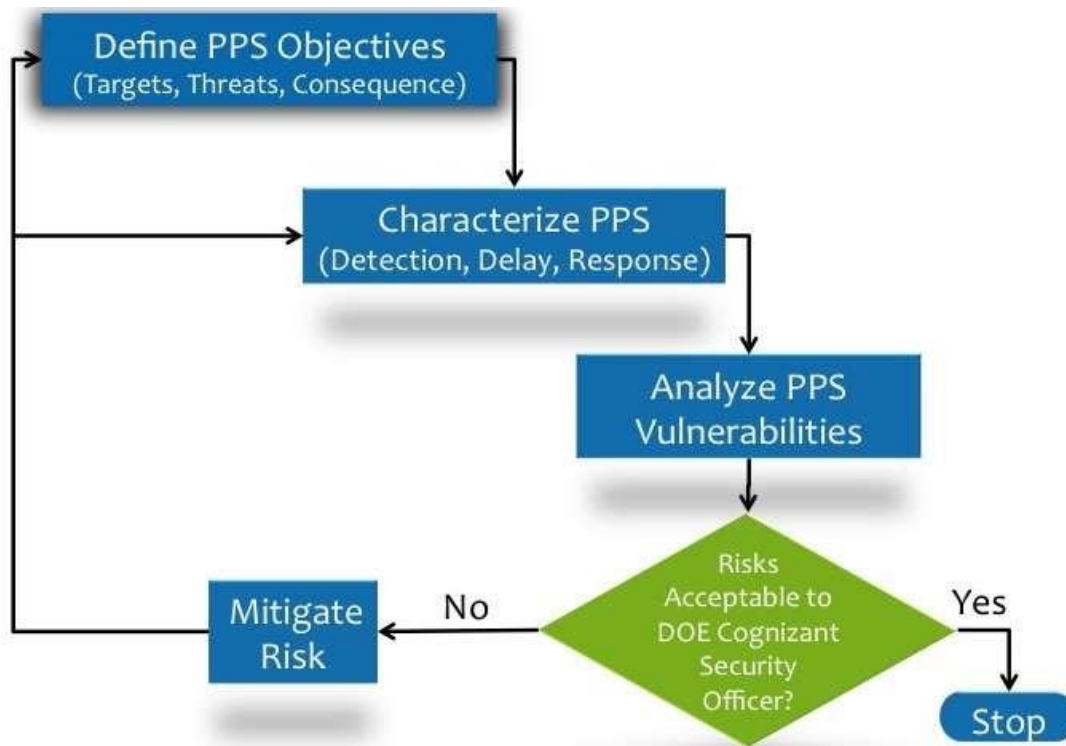 Define PPS Objectives
(Targets, Threats, Consequence)
Characterize PPS
(Detection, Delay, Response)
Analyze PPS
Vulnerabilities
Risks
Acceptable to
DOE Cognizant
Security
Officer?
No
Yes
Mitigate
Risk
Stop